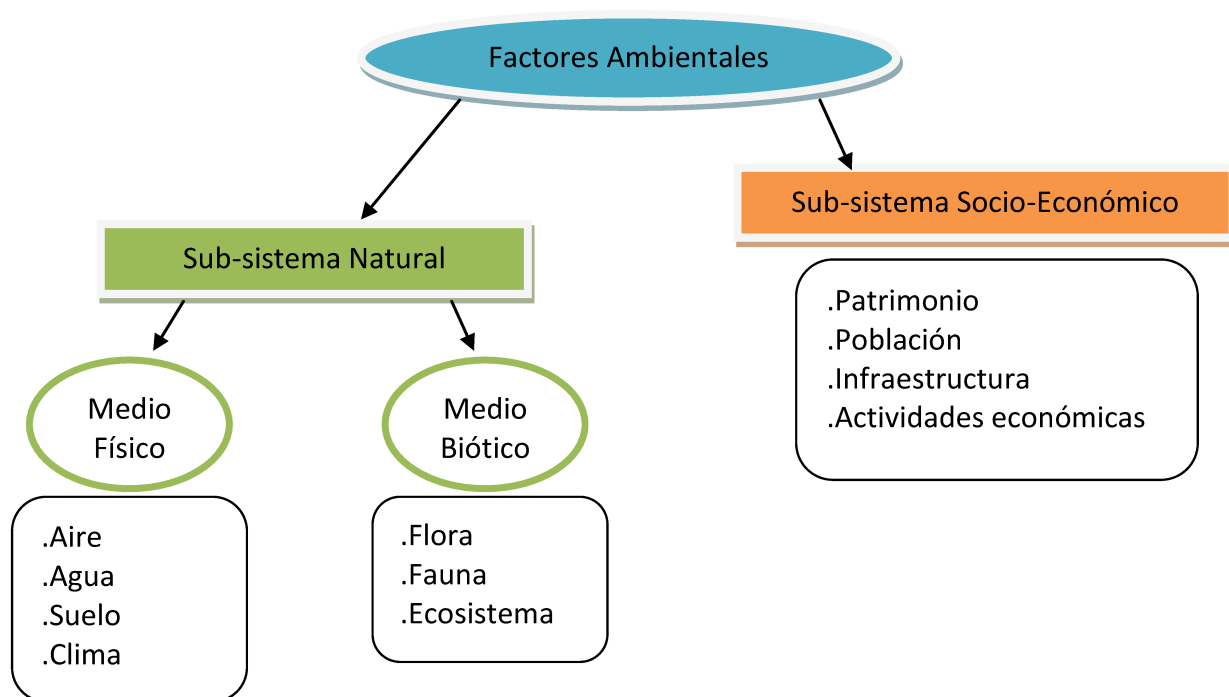 Factores Ambientales
Sub-sistema Socio-Económico
Sub-sistema Natural
.Patrimonio
.Población
.Infraestructura
.Actividades económicas
Medio
Físico
Medio
Biótico
.Aire
.Agua
.Suelo
.Clima
.Flora
.Fauna
.Ecosistema